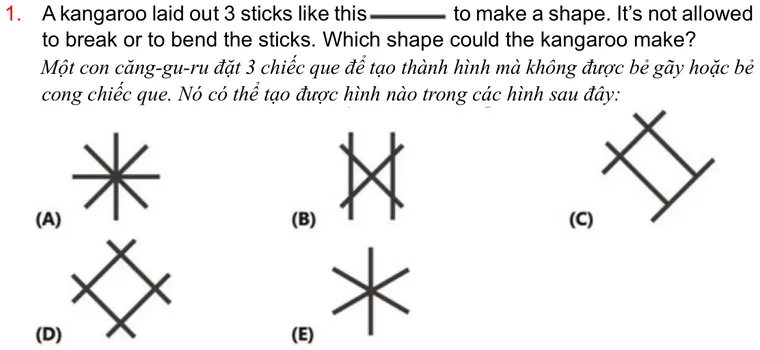 1. A kangaroo laid out 3 sticks like this to make a shape. It's not allowed
to break or to bend the sticks. Which shape could the kangaroo make?
Một con căng-gu-ru đặt 3 chiếc que để tạo thành hình mà không được bẻ gãy hoặc bẻ
cong chiếc que. Nó có thể tạo được hình nào trong các hình sau đây:
(A) (B) (C)
(D) (E)